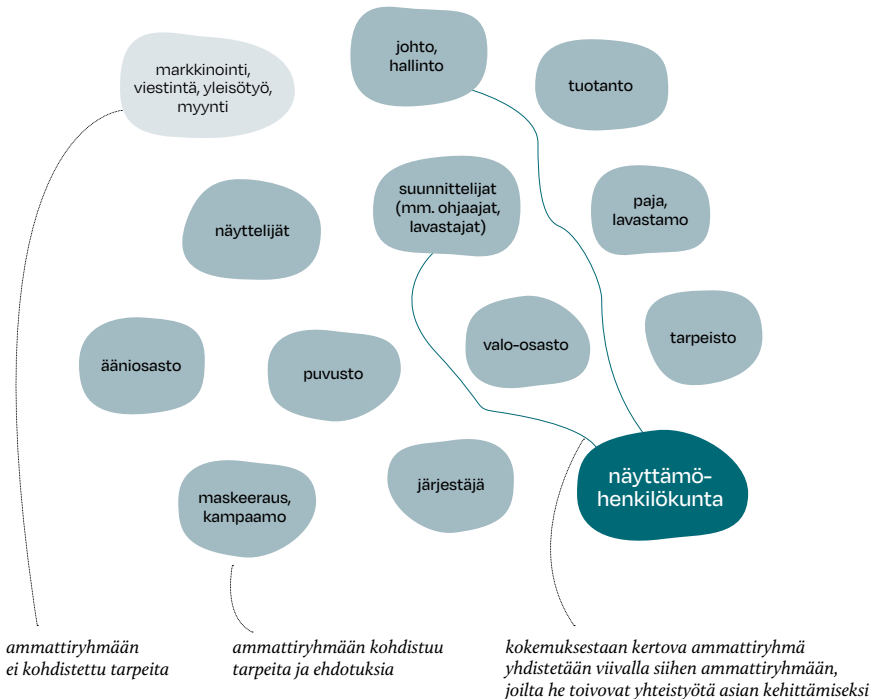 markkinointi,
viestintä, yleisötyö,
myynti
johto,
hallinto
tuotanto
näyttelijät
suunnittelijat
(mm. ohjaajat,
lavastajat)
paja,
lavastamo
ääniosasto
puvusto
valo-osasto
tarpeisto
maskeeraus,
kampaamo
järjestäjä
näyttämö-
henkilökunta
ammattiryhmään
ei kohdistettu tarpeita
ammattiryhmään kohdistuu
tarpeita ja ehdotuksia
kokemuksestaan kertova ammattiryhmä
yhdistetään viivalla siihen ammattiryhmään,
joilta he toivovat yhteistyötä asian kehittämiseksi